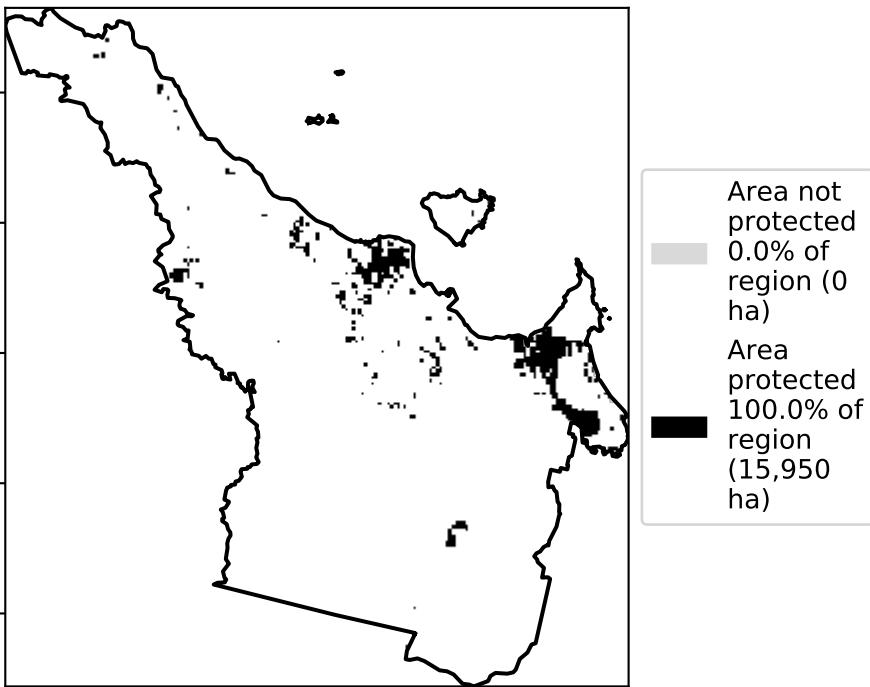 Area not
protected
0.0% of
region (0
ha)
Area
protected
100.0% of
region
(15,950
ha)